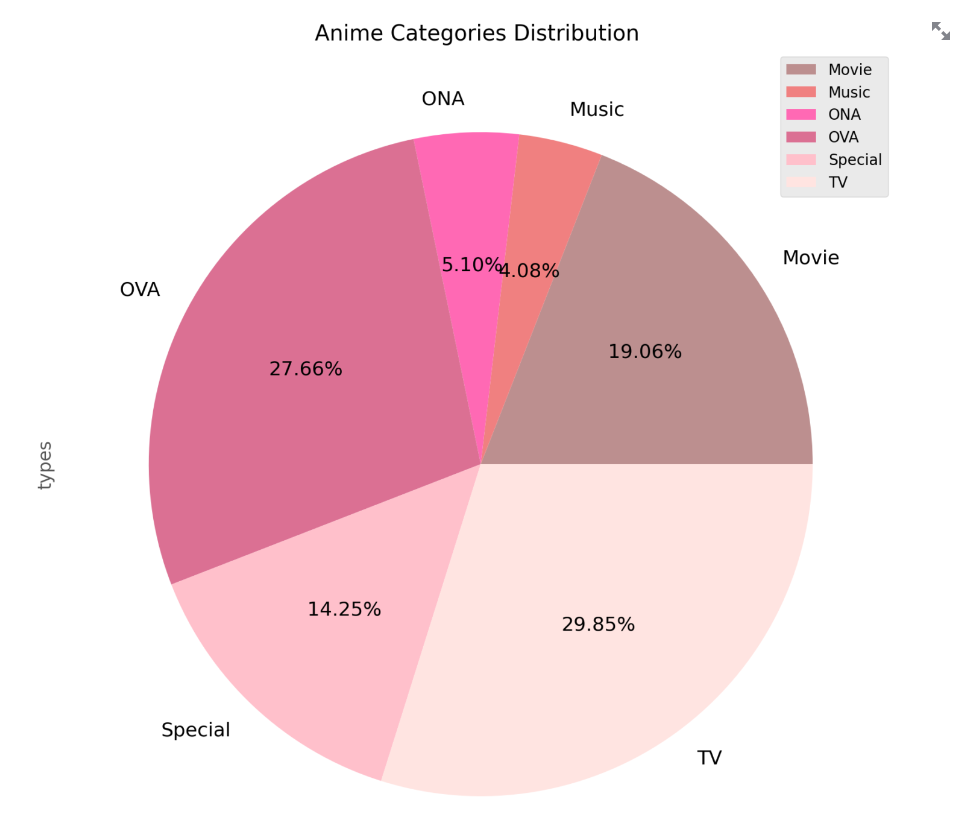 Anime Categories Distribution
Movie
Music
ONA
OVA
Special
TV
ONA
Music
Movie
OVA
5.10%
4.08%
19.06%
27.66%
types
14.25%
29.85%
Special
TV